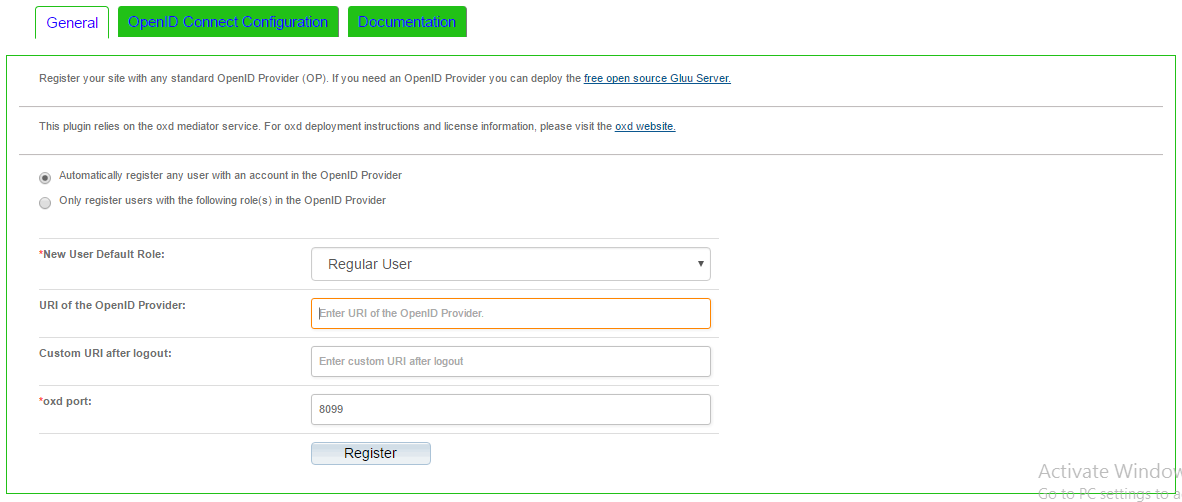 General OpenID Connect Configuration Documentation
Register your site with any standard OpenID Provider (OP). If you need an OpenID Provider you can deploy the free open source Gluu Server.
This plugin relies on the oxd mediator service. For oxd deployment instructions and license information, please visit the oxd website.
Automatically register any user with an account in the OpenID Provider
Only register users with the following role(s) in the OpenID Provider
*New User Default Role:
Regular User
URI of the OpenID Provider:
Enter URI of the OpenID Provider.
Custom URI after logout:
Enter custom URI after logout
*oxd port:
8099
Register
Activate Window
Go to PC settings to a